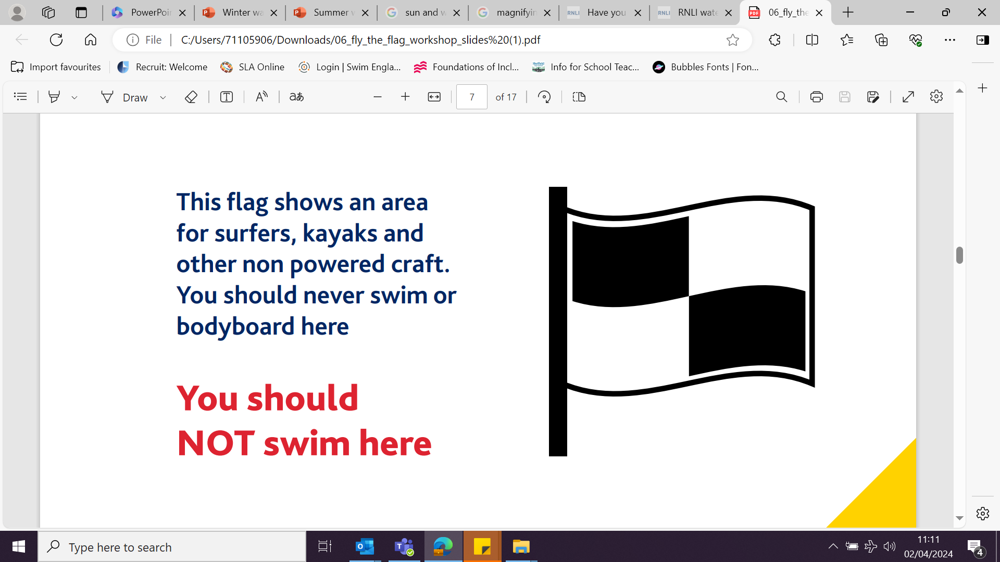 PowerPoi
Winter wa
Summer w
sun and w
magnifyin
RNLI
Have you
RNLI
RNLI wate
PDF
06_fly_the
File
C:/Users/71105906/Downloads/06_fly_the_flag_workshop_slides%20(1).pdf
Import favourites
Recruit: Welcome
SLA Online
Login | Swim Engla...
Foundations of Incl...
Info for School Teac...
Bubbles Fonts | Fon...
Draw
7
of 17
This flag shows an area
for surfers, kayaks and
other non powered craft.
You should never swim or
bodyboard here
You should
NOT swim here
Type here to search
11:11
02/04/2024
4